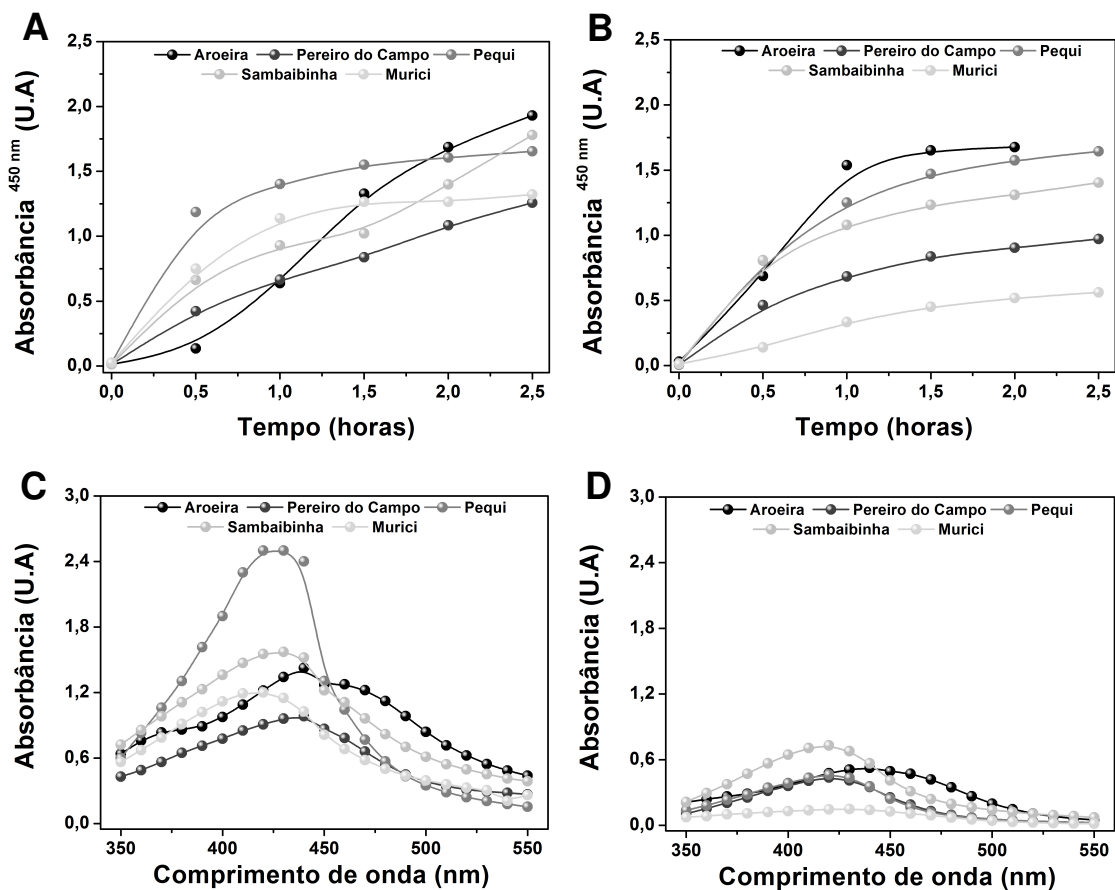 A
2,5
2,0
1,5
1,0
0,5
0,0
Absorbância 450 nm (U.A)
Aroeira Pereiro do Campo Pequi
Sambaibinha Murici
0,0 0,5 1,0 1,5 2,0 2,5
Tempo (horas)
B
2,5
2,0
1,5
1,0
0,5
0,0
Absorbância 450 nm (U.A)
Aroeira Pereiro do Campo Pequi
Sambaibinha Murici
0,0 0,5 1,0 1,5 2,0 2,5
Tempo (horas)
C
3,0
2,4
1,8
1,2
0,6
0,0
Absorbância (U.A)
Aroeira Pereiro do Campo Pequi
Sambaibinha Murici
350 400 450 500 550
Comprimento de onda (nm)
D
3,0
2,4
1,8
1,2
0,6
0,0
Absorbância (U.A)
Aroeira Pereiro do Campo Pequi
Sambaibinha Murici
350 400 450 500 550
Comprimento de onda (nm)